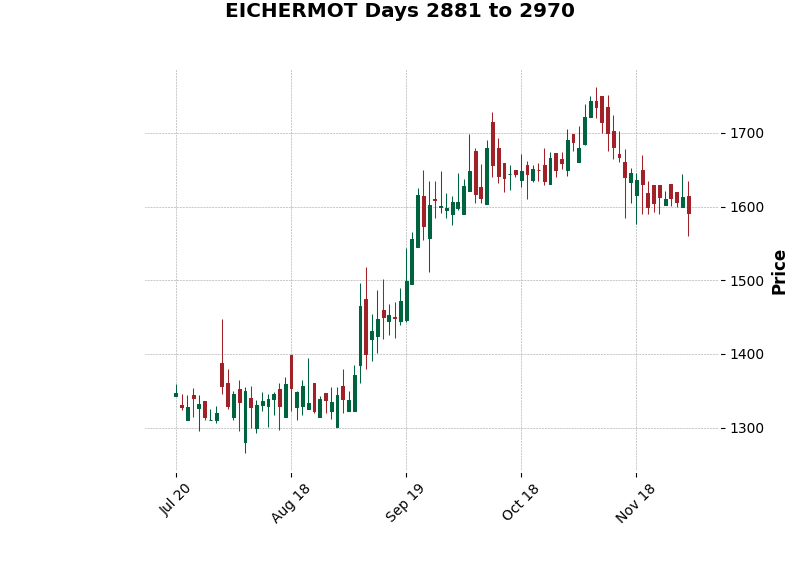 EICHERMOT Days 2881 to 2970
1700
1600
1500
1400
1300
Price
Jul 20
Aug 18
Sep 19
Oct 18
Nov 18